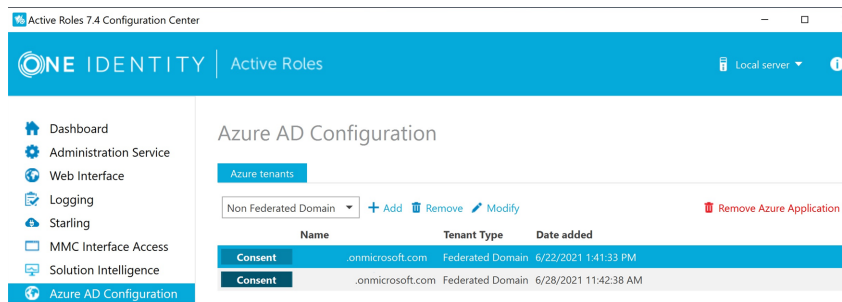 Active Roles 7.4 Configuration Center
ONE IDENTITY Active Roles
Local server
Dashboard
Administration Service
Web Interface
Logging
Starling
MMC Interface Access
Solution Intelligence
Azure AD Configuration
Azure AD Configuration
Azure tenants
Non Federated Domain Add Remove Modify Remove Azure Application
Name Tenant Type Date added
Consent .onmicrosoft.com Federated Domain 6/22/2021 1:41:33 PM
Consent .onmicrosoft.com Federated Domain 6/28/2021 11:42:38 AM